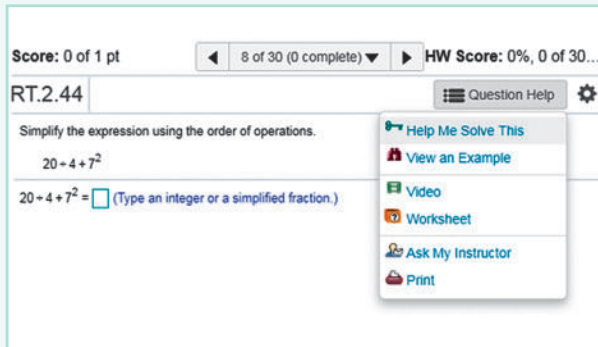 Score: 0 of 1 pt
8 of 30 (0 complete)
HW Score: 0%, 0 of 30...
RT.2.44
Question Help
Simplify the expression using the order of operations.
20 ÷ 4 + 7²
20 ÷ 4 + 7² = (Type an integer or a simplified fraction.)
Help Me Solve This
View an Example
Video
Worksheet
Ask My Instructor
Print